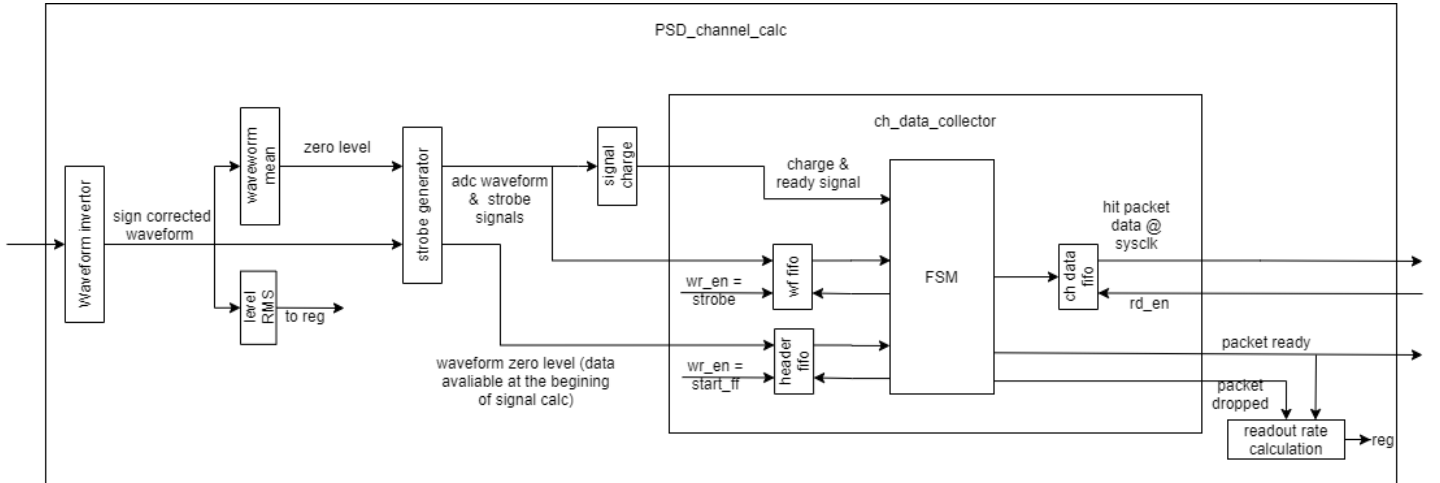 PSD_channel_calc
ch_data_collector
Waveform invertor
sign corrected
waveform
waveworm
mean
zero level
level
RMS
to reg
strobe generator
adc waveform
& strobe
signals
signal
charge
charge &
ready signal
wr_en =
strobe
wf fifo
waveform zero level (data
avaliable at the begining
of signal calc)
wr_en =
start_ff
header
fifo
FSM
ch data
fifo
hit packet
data @
sysclk
rd_en
packet ready
packet
dropped
readout rate
calculation
reg